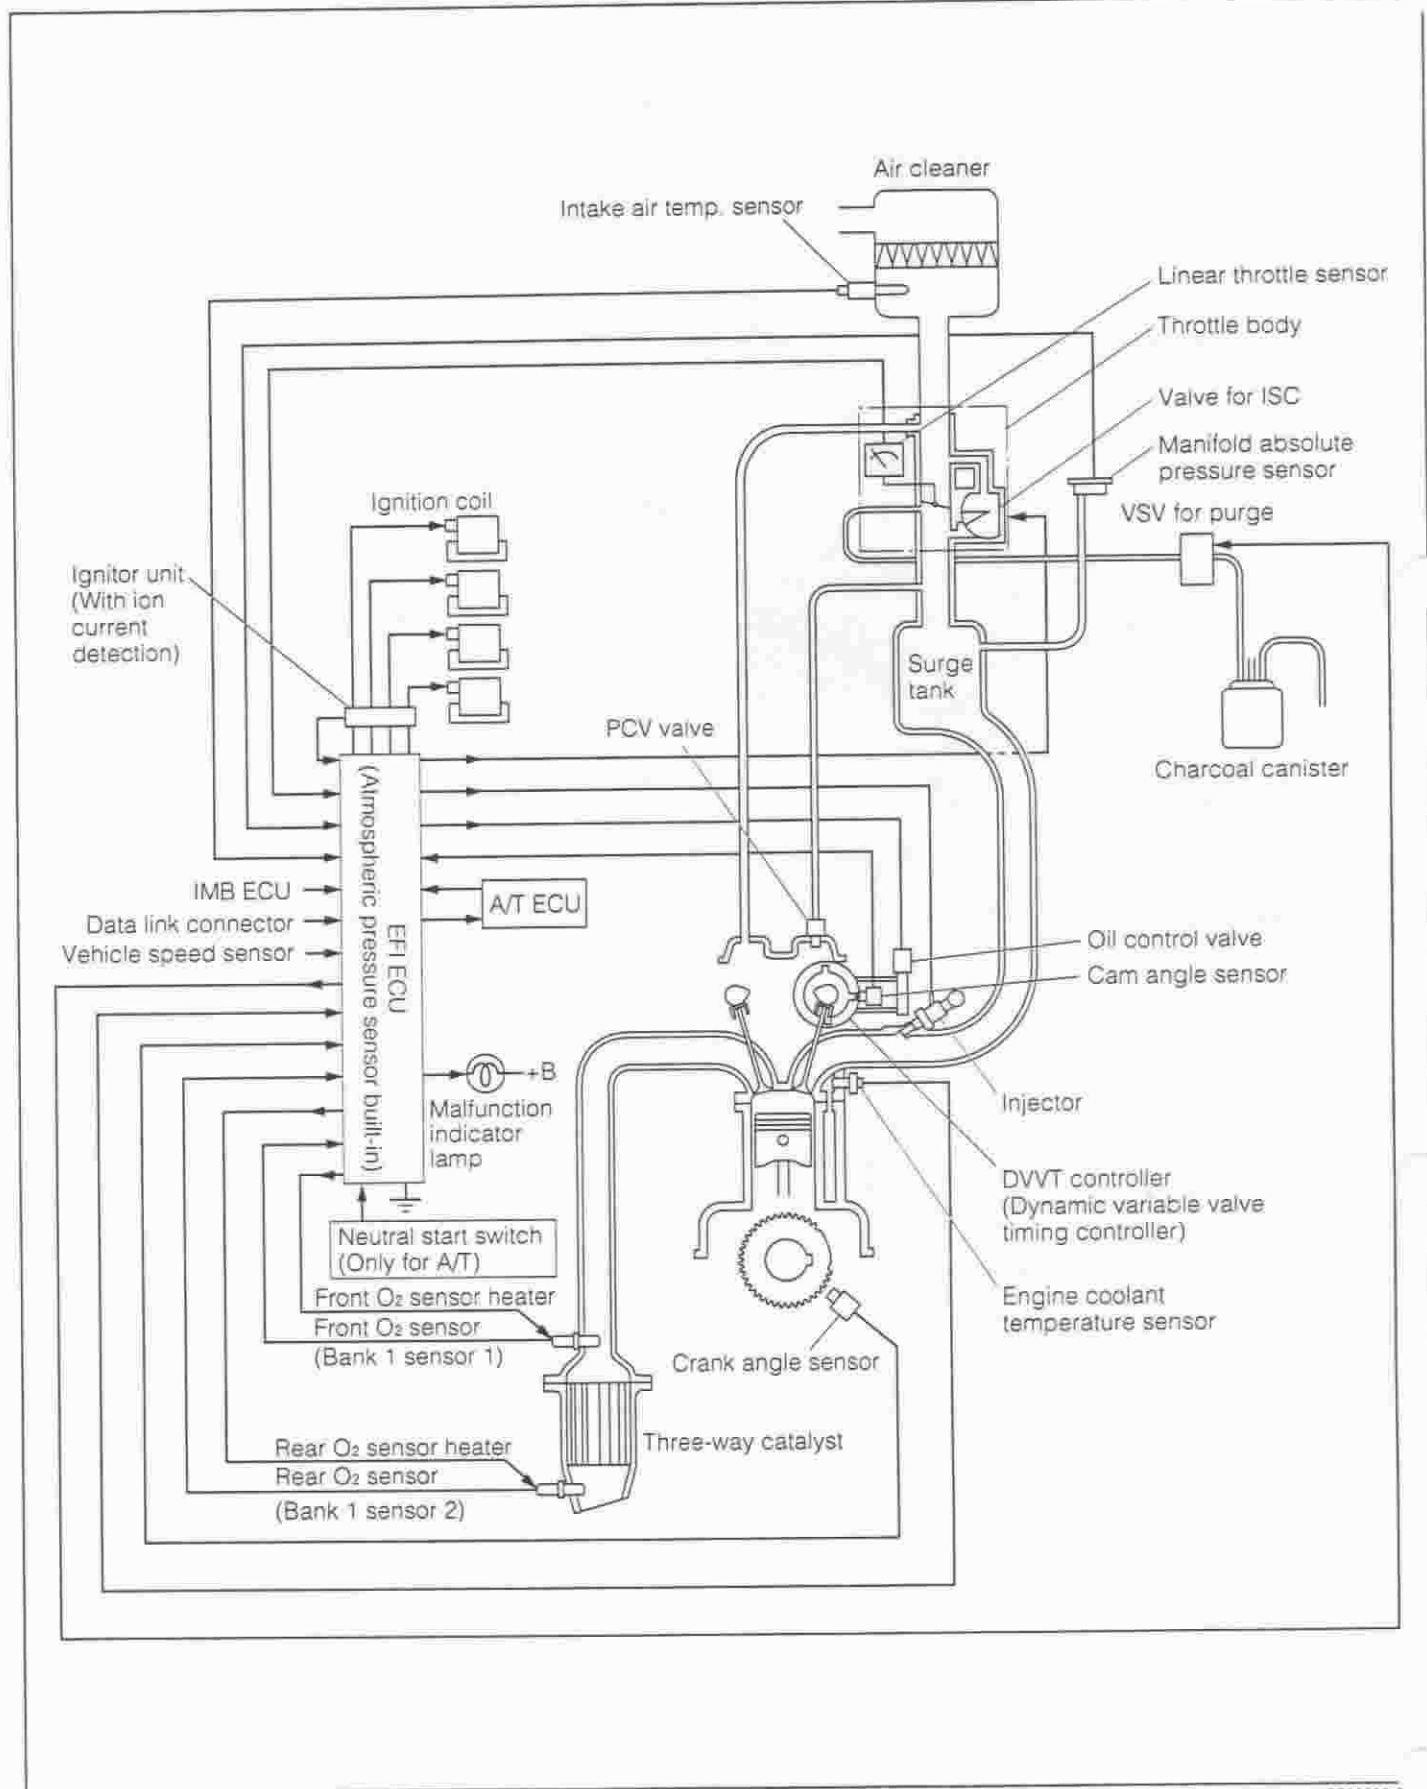 Air cleaner
Intake air temp. sensor
Linear throttle sensor
Throttle body
Valve for ISC
Manifold absolute
pressure sensor
VSV for purge
Ignition coil
Ignitor unit
(With ion
current
detection)
Surge
tank
PCV valve
Charcoal canister
(Atmospheric pressure sensor built-in)
EFI ECU
IMB ECU
A/T ECU
Data link connector
Vehicle speed sensor
Oil control valve
Cam angle sensor
+B
Malfunction
indicator
lamp
Injector
DVVT controller
(Dynamic variable valve
timing controller)
Neutral start switch
(Only for A/T)
Engine coolant
temperature sensor
Front O₂ sensor heater
Front O₂ sensor
(Bank 1 sensor 1)
Crank angle sensor
Three-way catalyst
Rear O₂ sensor heater
Rear O₂ sensor
(Bank 1 sensor 2)